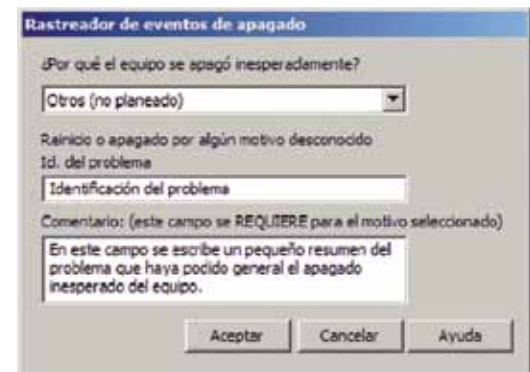 Rastreador de eventos de apagado
¿Por qué el equipo se apagó inesperadamente?
Otros (no planeado)
Reinicio o apagado por algún motivo desconocido
Id. del problema
Identificación del problema
Comentario: (este campo se REQUIERE para el motivo seleccionado)
En este campo se escribe un pequeño resumen del
problema que haya podido general el apagado
inesperado del equipo.
Aceptar Cancelar Ayuda